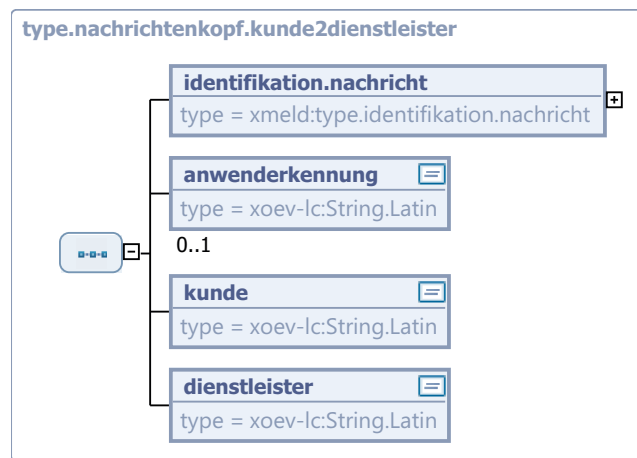 type.nachrichtenkopf.kunde2dienstleister
identifikation.nachricht
type = xmeld:type.identifikation.nachricht
anwenderkennung
type = xoev-lc:String.Latin
0..1
kunde
type = xoev-lc:String.Latin
dienstleister
type = xoev-lc:String.Latin